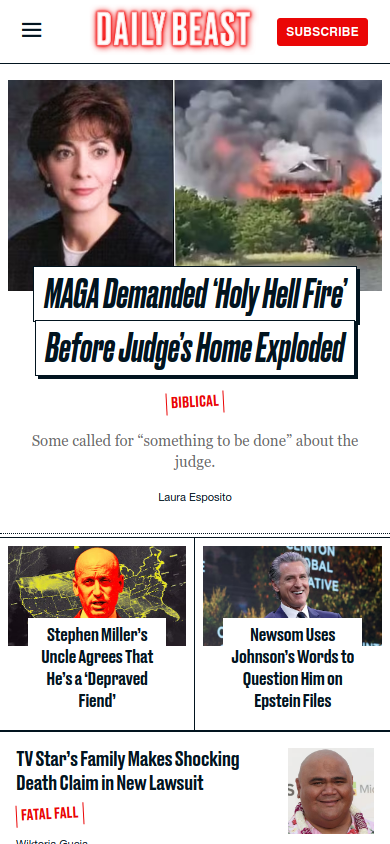 DAILY BEAST
SUBSCRIBE
MAGA Demanded ‘Holy Hell Fire’
Before Judge’s Home Exploded
BIBLICAL
Some called for “something to be done” about the
judge.
Laura Esposito
CLINTON
GLOBAL
Stephen Miller’s
Uncle Agrees That
He’s a ‘Depraved
Fiend’
Newsom Uses
Johnson’s Words to
Question Him on
Epstein Files
TV Star’s Family Makes Shocking
Death Claim in New Lawsuit
FATAL FALL